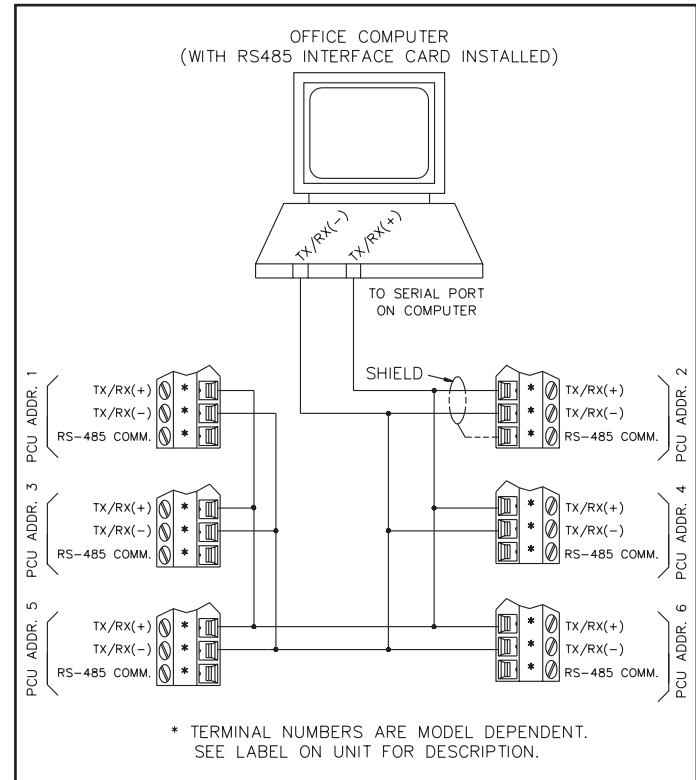 OFFICE COMPUTER
(WITH RS485 INTERFACE CARD INSTALLED)
TX/RX(-)
TX/RX(+)
TO SERIAL PORT
ON COMPUTER
SHIELD
PCU ADDR. 1
TX/RX(+) *
TX/RX(-) *
RS-485 COMM. *
PCU ADDR. 2
* TX/RX(+)
* TX/RX(-)
* RS-485 COMM.
PCU ADDR. 3
TX/RX(+) *
TX/RX(-) *
RS-485 COMM. *
PCU ADDR. 4
* TX/RX(+)
* TX/RX(-)
* RS-485 COMM.
PCU ADDR. 5
TX/RX(+) *
TX/RX(-) *
RS-485 COMM. *
PCU ADDR. 6
* TX/RX(+)
* TX/RX(-)
* RS-485 COMM.
* TERMINAL NUMBERS ARE MODEL DEPENDENT.
SEE LABEL ON UNIT FOR DESCRIPTION.